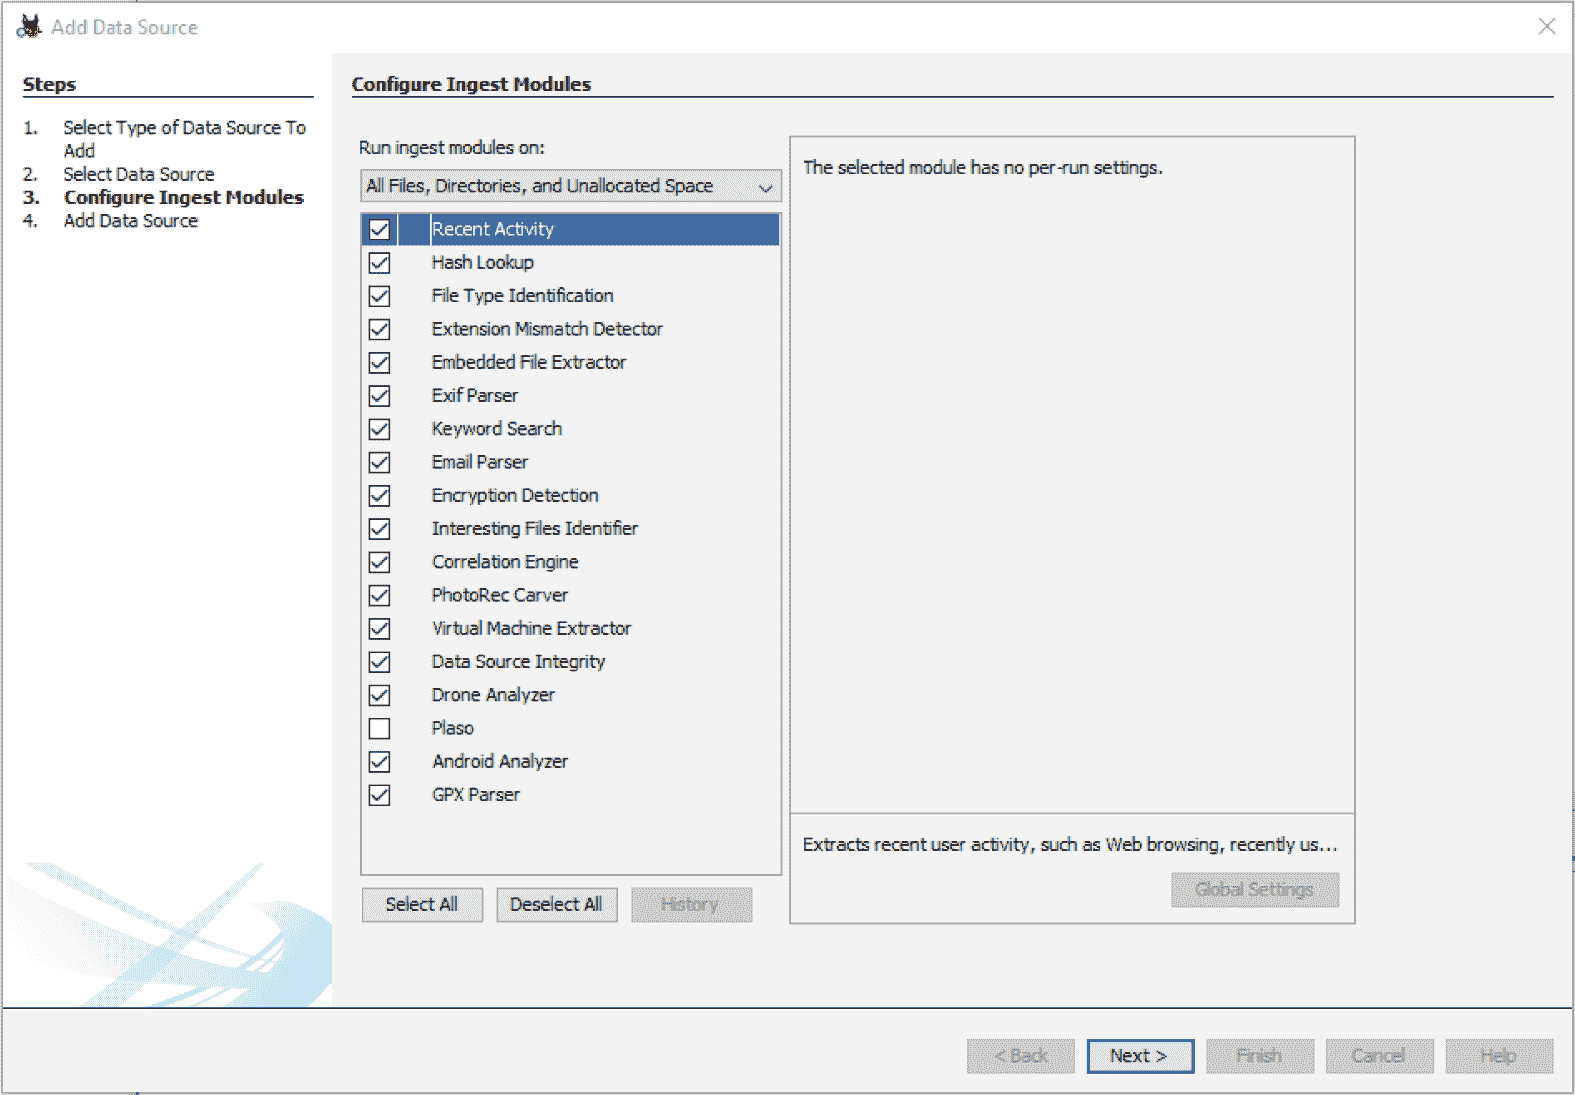 Add Data Source
Steps
1. Select Type of Data Source To
Add
2. Select Data Source
3. Configure Ingest Modules
4. Add Data Source
Configure Ingest Modules
Run ingest modules on:
All Files, Directories, and Unallocated Space
Recent Activity
Hash Lookup
File Type Identification
Extension Mismatch Detector
Embedded File Extractor
Exif Parser
Keyword Search
Email Parser
Encryption Detection
Interesting Files Identifier
Correlation Engine
PhotoRec Carver
Virtual Machine Extractor
Data Source Integrity
Drone Analyzer
Plaso
Android Analyzer
GPX Parser
Select All
Deselect All
History
The selected module has no per-run settings.
Extracts recent user activity, such as Web browsing, recently us...
Global Settings
< Back
Next >
Finish
Cancel
Help